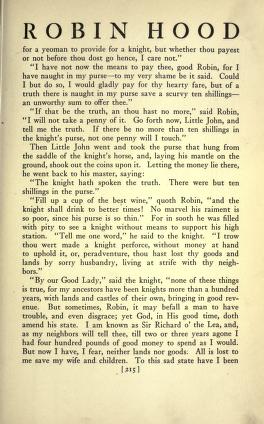 ROBIN HOOD
for a yeoman to provide for a knight, but whether thou payest
or not before thou dost go hence, I care not."
"I have not now the means to pay thee, good Robin, for
I have naught in my purse—to my very shame be it said. Could
I but do so, I would gladly pay for thy hearty fare, but of a
truth there is naught in my purse save a scurvy ten shillings—
an unworthy sum to offer thee."
"If that be the truth, an thou hast no more," said Robin,
"I will not take a penny of it. Go forth now, Little John, and
tell me the truth. If there be no more than ten shillings in
the knight's purse, not one penny will I touch."
Then Little John went and took the purse that hung from
the saddle of the knight's horse, and, laying his mantle on the
ground, shook out the coins upon it. Letting the money lie there,
he went back to his master, saying:
"The knight hath spoken the truth. There were but ten
shillings in the purse."
"Fill up a cup of the best wine," quoth Robin, "and the
knight shall drink to better times! No marvel his raiment is
so poor, since his purse is so thin." For in sooth he was filled
with pity to see a knight without means to support his high
station. "Tell me one word," he said to the knight. "I trow
thou wert made a knight perforce, without money at hand
to uphold it, or, peradventure, thou hast lost thy goods and
lands by sorry husbandry, living at strife with thy neigh-
bors."
"By our Good Lady," said the knight, "none of these things
is true, for my ancestors have been knights more than a hundred
years, with lands and castles of their own, bringing in good rev-
enue. But sometimes, Robin, it may befall a man to have
trouble, and even disgrace; yet God, in His good time, doth
amend his state. I am known as Sir Richard o' the Lea, and,
as my neighbors will tell thee, till two or three years agone I
had four hundred pounds of good money to spend as I would.
But now I have, I fear, neither lands nor goods. All is lost to
me save my wife and children. To this sad state have I been
[215]